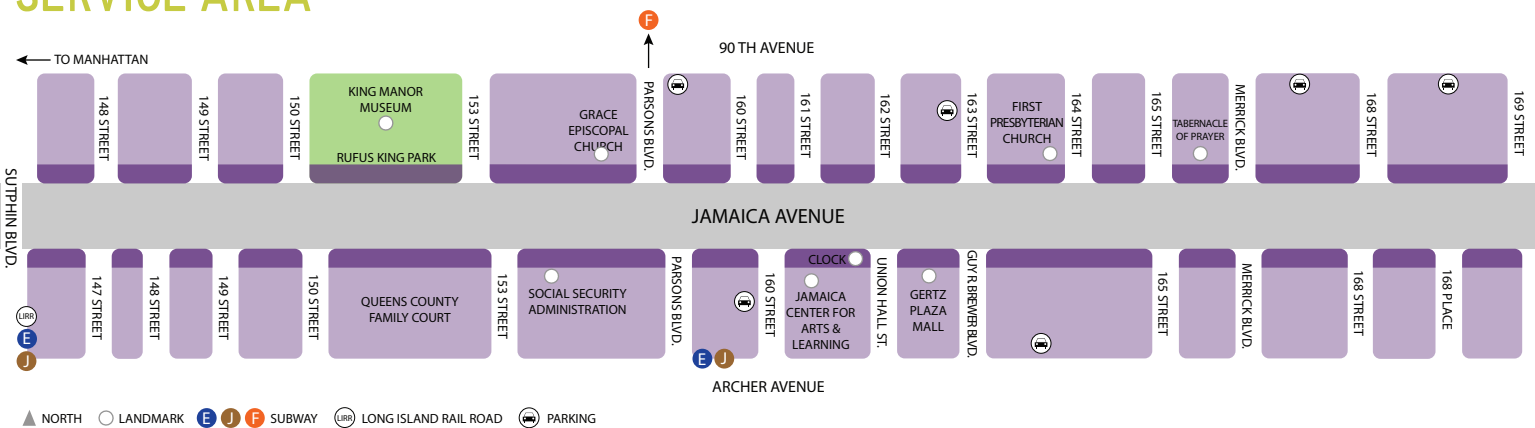 SERVICE AREA
F
90 TH AVENUE
TO MANHATTAN
148 STREET
149 STREET
150 STREET
KING MANOR
MUSEUM
RUFUS KING PARK
153 STREET
GRACE
EPISCOPAL
CHURCH
PARSONS BLVD.
160 STREET
161 STREET
162 STREET
163 STREET
FIRST
PRESBYTERIAN
CHURCH
164 STREET
165 STREET
TABERNACLE
OF PRAYER
MERRICK BLVD.
168 STREET
169 STREET
SUTPHIN BLVD.
JAMAICA AVENUE
LIRR
E
J
147 STREET
148 STREET
149 STREET
150 STREET
QUEENS COUNTY
FAMILY COURT
153 STREET
SOCIAL SECURITY
ADMINISTRATION
PARSONS BLVD.
E J
160 STREET
CLOCK
JAMAICA
CENTER FOR
ARTS &
LEARNING
UNION HALL ST.
GERTZ
PLAZA
MALL
GUY R.BREWER BLVD.
165 STREET
MERRICK BLVD.
168 STREET
168 PLACE
ARCHER AVENUE
NORTH LANDMARK E J F SUBWAY LIRR LONG ISLAND RAIL ROAD PARKING